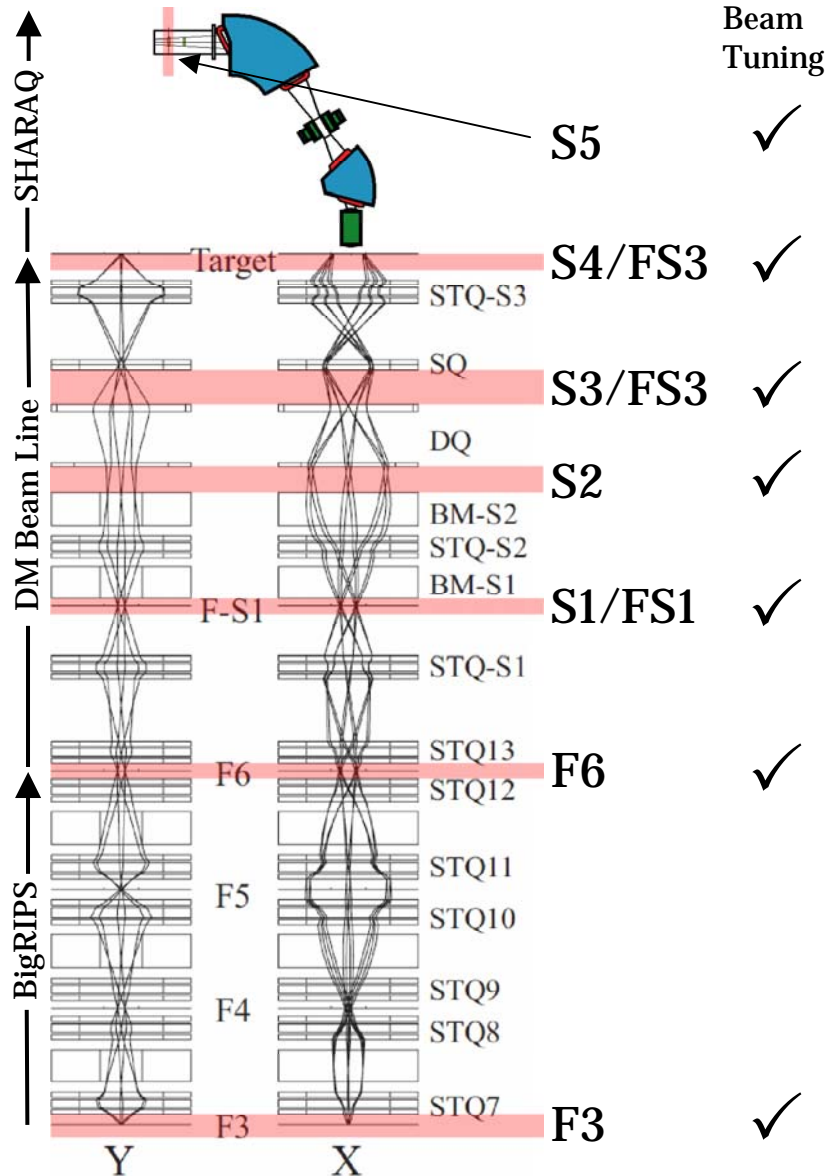 Beam
Tuning
SHARAQ
S5 ✓
Target
S4/FS3 ✓
STQ-S3
SQ
S3/FS3 ✓
DM Beam Line
DQ
S2 ✓
BM-S2
STQ-S2
BM-S1
F-S1
S1/FS1 ✓
STQ-S1
STQ13
F6
F6 ✓
STQ12
BigRIPS
STQ11
F5
STQ10
STQ9
F4
STQ8
STQ7
F3
F3 ✓
Y
X